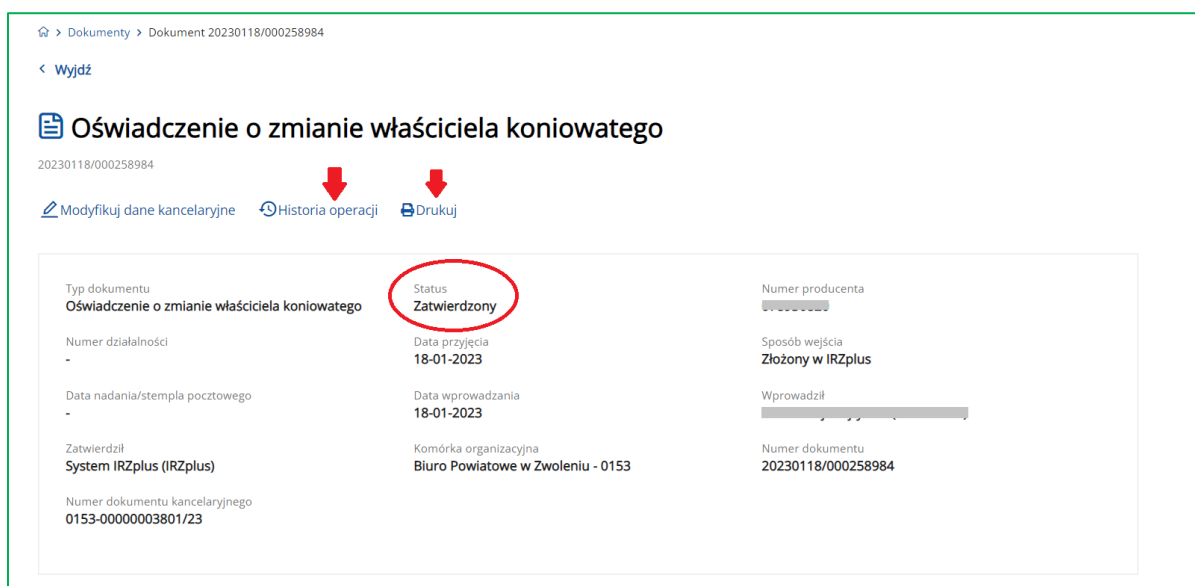 Dokumenty > Dokument 20230118/000258984
< Wyjdź
Oświadczenie o zmianie właściciela koniowatego
20230118/000258984
Modyfikuj dane kancelaryjne Historia operacji Drukuj
Typ dokumentu Status Numer producenta
Oświadczenie o zmianie właściciela koniowatego Zatwierdzony
Numer działalności Data przyjęcia Sposób wejścia
- 18-01-2023 Złożony w IRZplus
Data nadania/stempla pocztowego Data wprowadzania Wprowadził
- 18-01-2023
Zatwierdził Komórka organizacyjna Numer dokumentu
System IRZplus (IRZplus) Biuro Powiatowe w Zwoleniu - 0153 20230118/000258984
Numer dokumentu kancelaryjnego
0153-00000003801/23